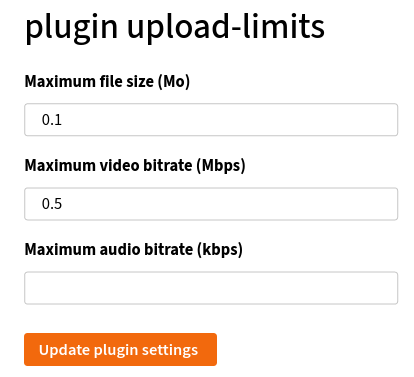 plugin upload-limits
Maximum file size (Mo)
0.1
Maximum video bitrate (Mbps)
0.5
Maximum audio bitrate (kbps)
Update plugin settings